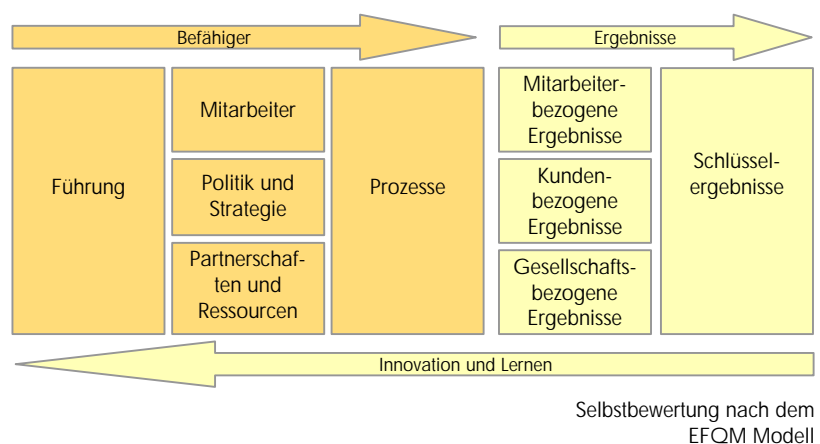 Befähiger
Ergebnisse
Führung
Mitarbeiter
Politik und
Strategie
Partnerschaf-
ten und
Ressourcen
Prozesse
Mitarbeiter-
bezogene
Ergebnisse
Kunden-
bezogene
Ergebnisse
Gesellschafts-
bezogene
Ergebnisse
Schlüssel-
ergebnisse
Innovation und Lernen
Selbstbewertung nach dem
EFQM Modell